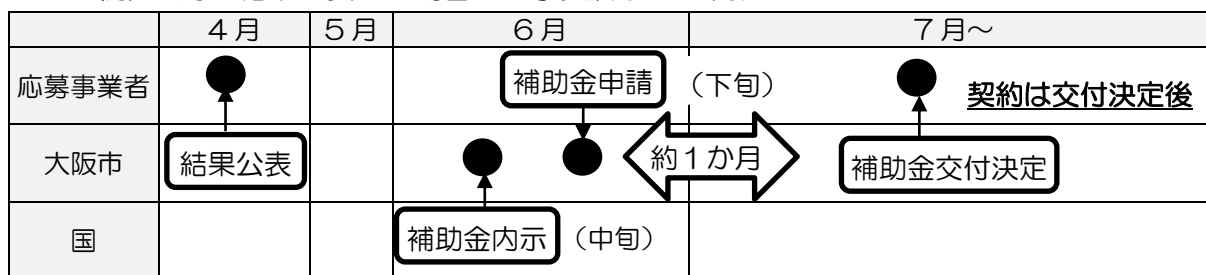 ４月 ５月 ６月 ７月～
応募事業者 補助金申請 （下旬） 契約は交付決定後
大阪市 結果公表 約１か月 補助金交付決定
国 補助金内示 （中旬）